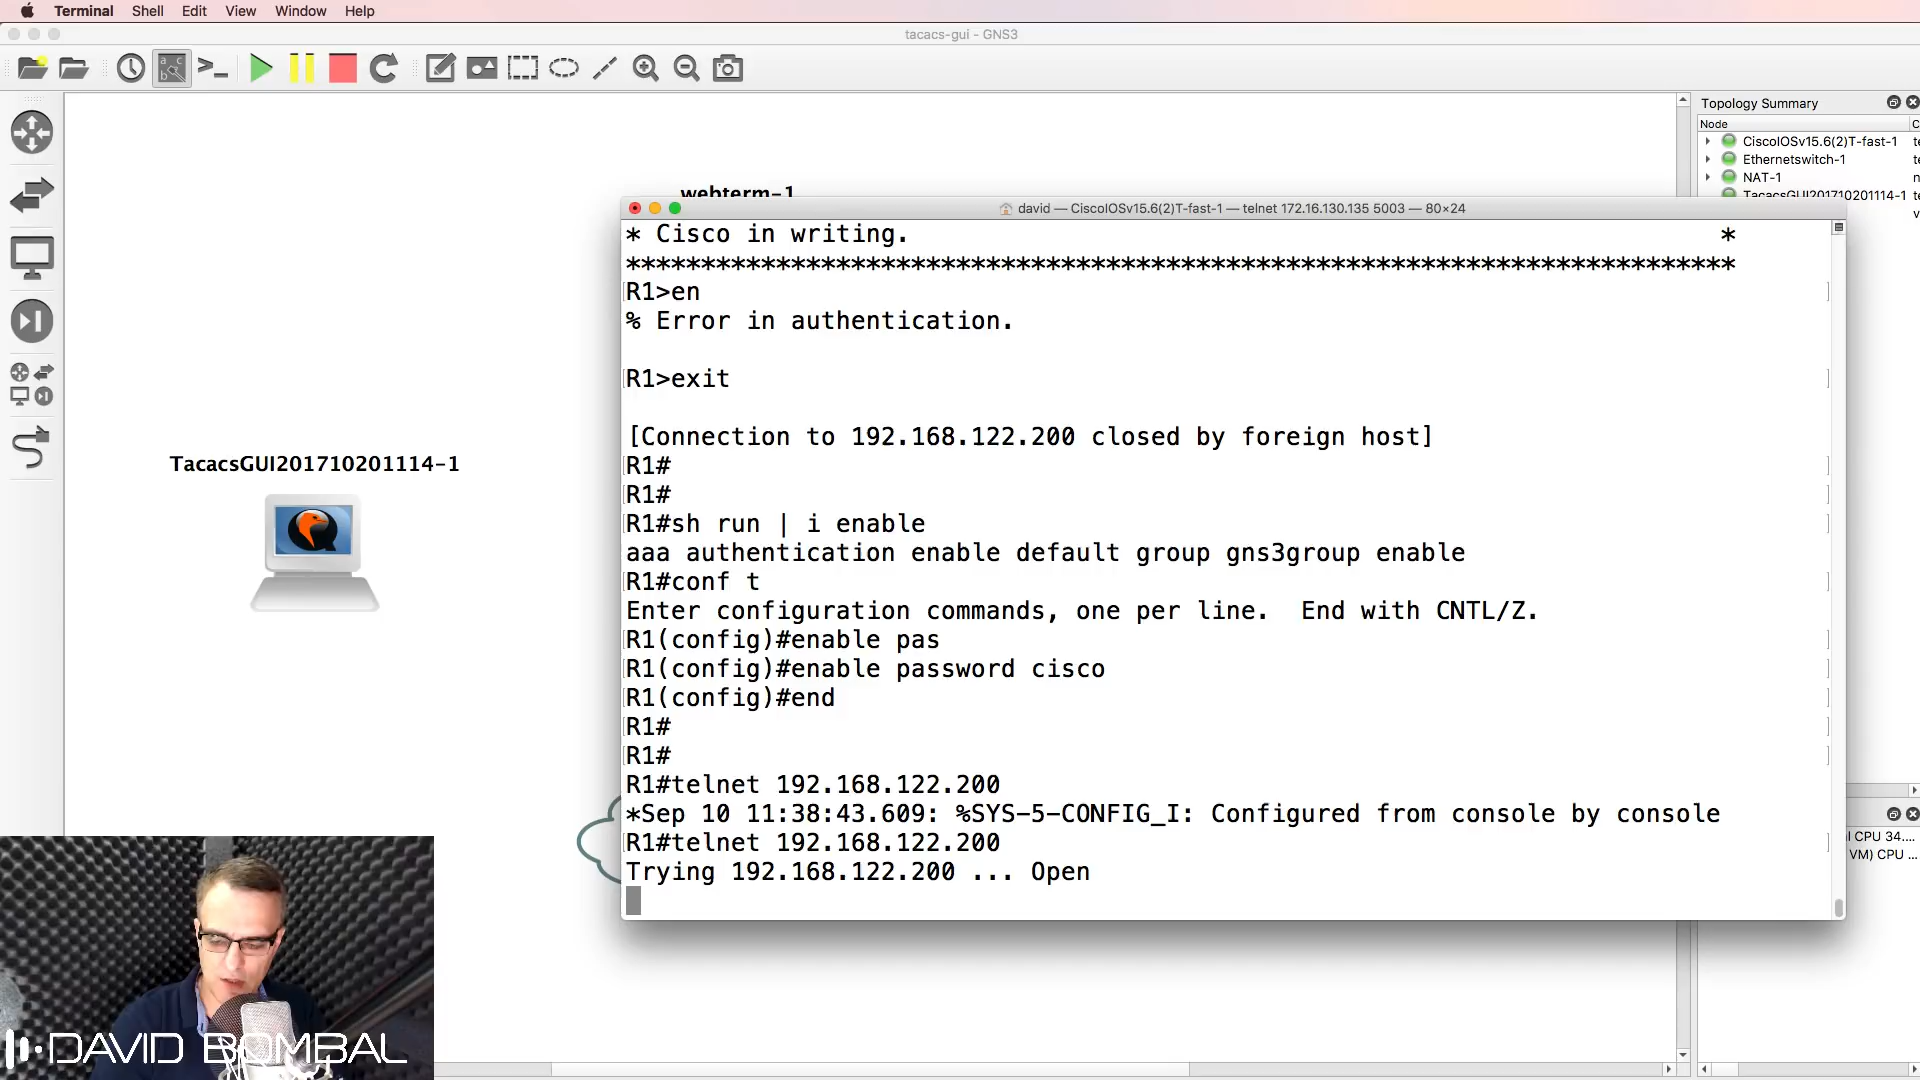 Terminal Shell Edit View Window Help
tacacs-gui - GNS3
Topology Summary
Node
CiscoIOSv15.6(2)T-fast-1
Ethernetswitch-1
NAT-1
TacacsGUI201710201114-1
webterm-1
david — CiscoIOSv15.6(2)T-fast-1 — telnet 172.16.130.135 5003 — 80×24
* Cisco in writing. *
**************************************************************************
R1>en
% Error in authentication.
R1>exit
[Connection to 192.168.122.200 closed by foreign host]
R1#
R1#
R1#sh run | i enable
aaa authentication enable default group gns3group enable
R1#conf t
Enter configuration commands, one per line.  End with CNTL/Z.
R1(config)#enable pas
R1(config)#enable password cisco
R1(config)#end
R1#
R1#
R1#telnet 192.168.122.200
*Sep 10 11:38:43.609: %SYS-5-CONFIG_I: Configured from console by console
R1#telnet 192.168.122.200
Trying 192.168.122.200 ... Open
TacacsGUI201710201114-1
CPU 34....
VM) CPU ...
DAVID BOMBAL